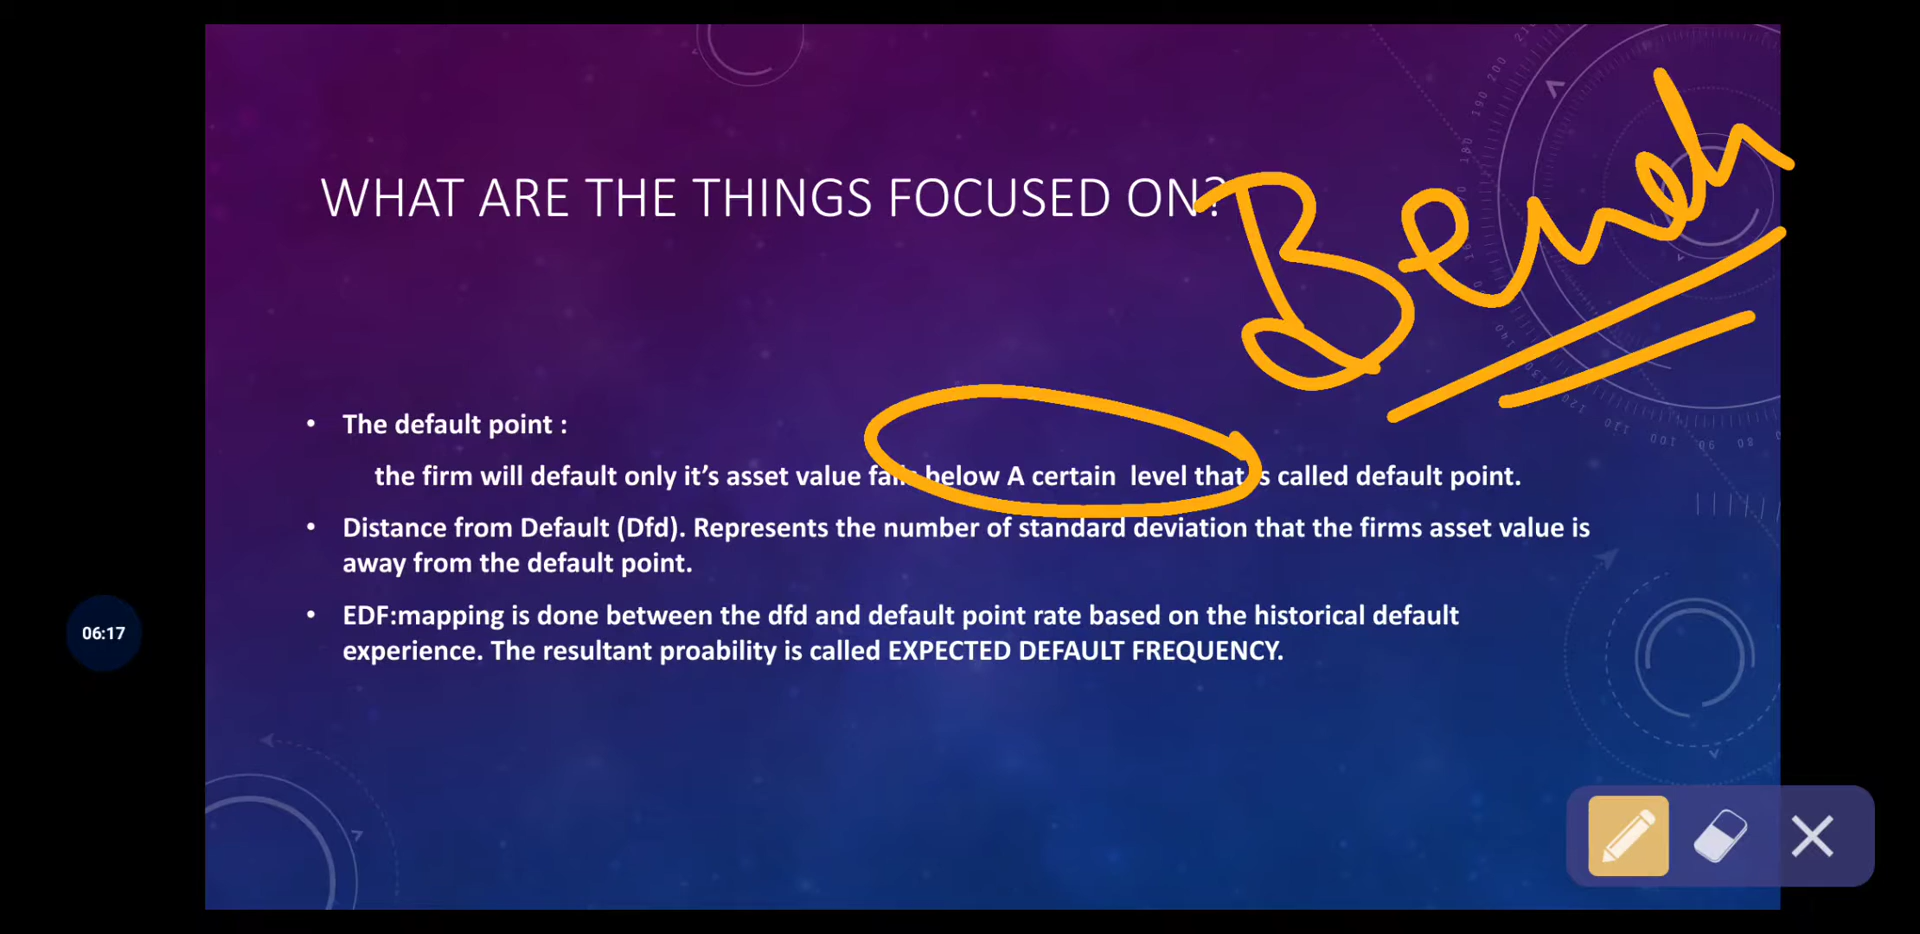 WHAT ARE THE THINGS FOCUSED ON?
• The default point :
the firm will default only it's asset value falls below A certain level that is called default point.
• Distance from Default (Dfd). Represents the number of standard deviation that the firms asset value is
away from the default point.
• EDF:mapping is done between the dfd and default point rate based on the historical default
experience. The resultant proability is called EXPECTED DEFAULT FREQUENCY.
06:17